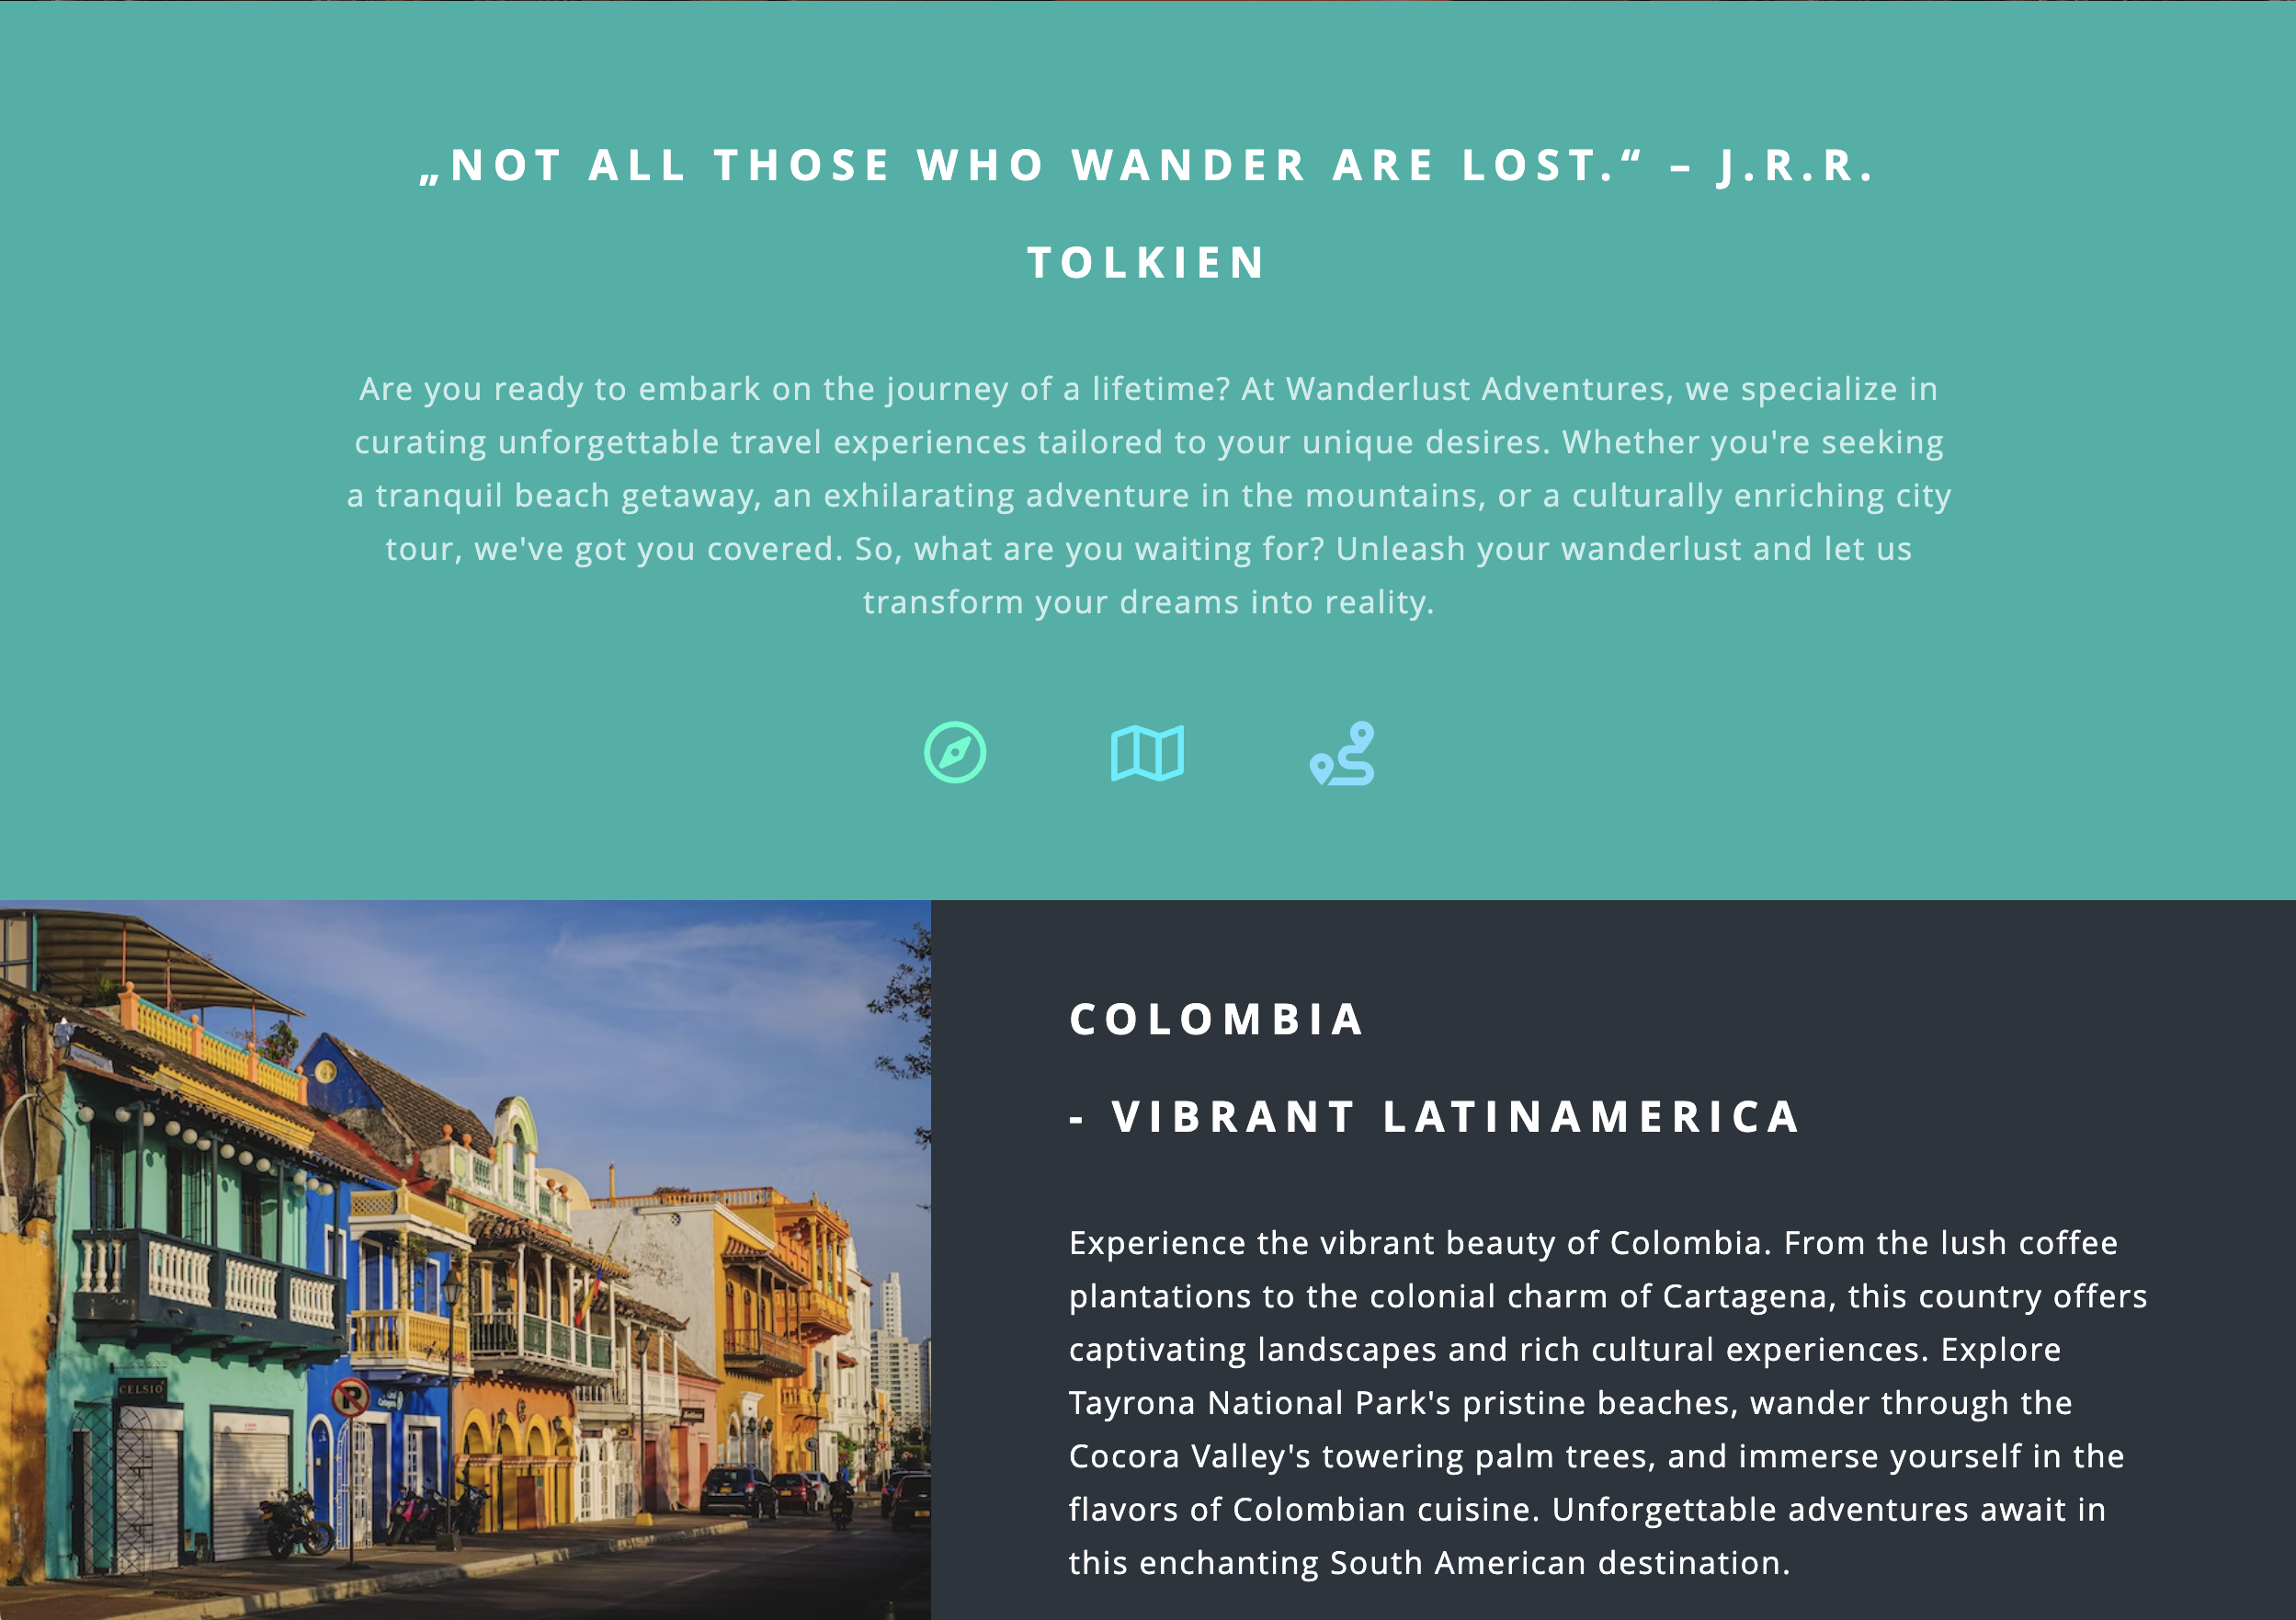 „NOT ALL THOSE WHO WANDER ARE LOST.“ – J.R.R.
TOLKIEN
Are you ready to embark on the journey of a lifetime? At Wanderlust Adventures, we specialize in
curating unforgettable travel experiences tailored to your unique desires. Whether you're seeking
a tranquil beach getaway, an exhilarating adventure in the mountains, or a culturally enriching city
tour, we've got you covered. So, what are you waiting for? Unleash your wanderlust and let us
transform your dreams into reality.
COLOMBIA
- VIBRANT LATINAMERICA
Experience the vibrant beauty of Colombia. From the lush coffee
plantations to the colonial charm of Cartagena, this country offers
captivating landscapes and rich cultural experiences. Explore
Tayrona National Park's pristine beaches, wander through the
Cocora Valley's towering palm trees, and immerse yourself in the
flavors of Colombian cuisine. Unforgettable adventures await in
this enchanting South American destination.
CELSIO